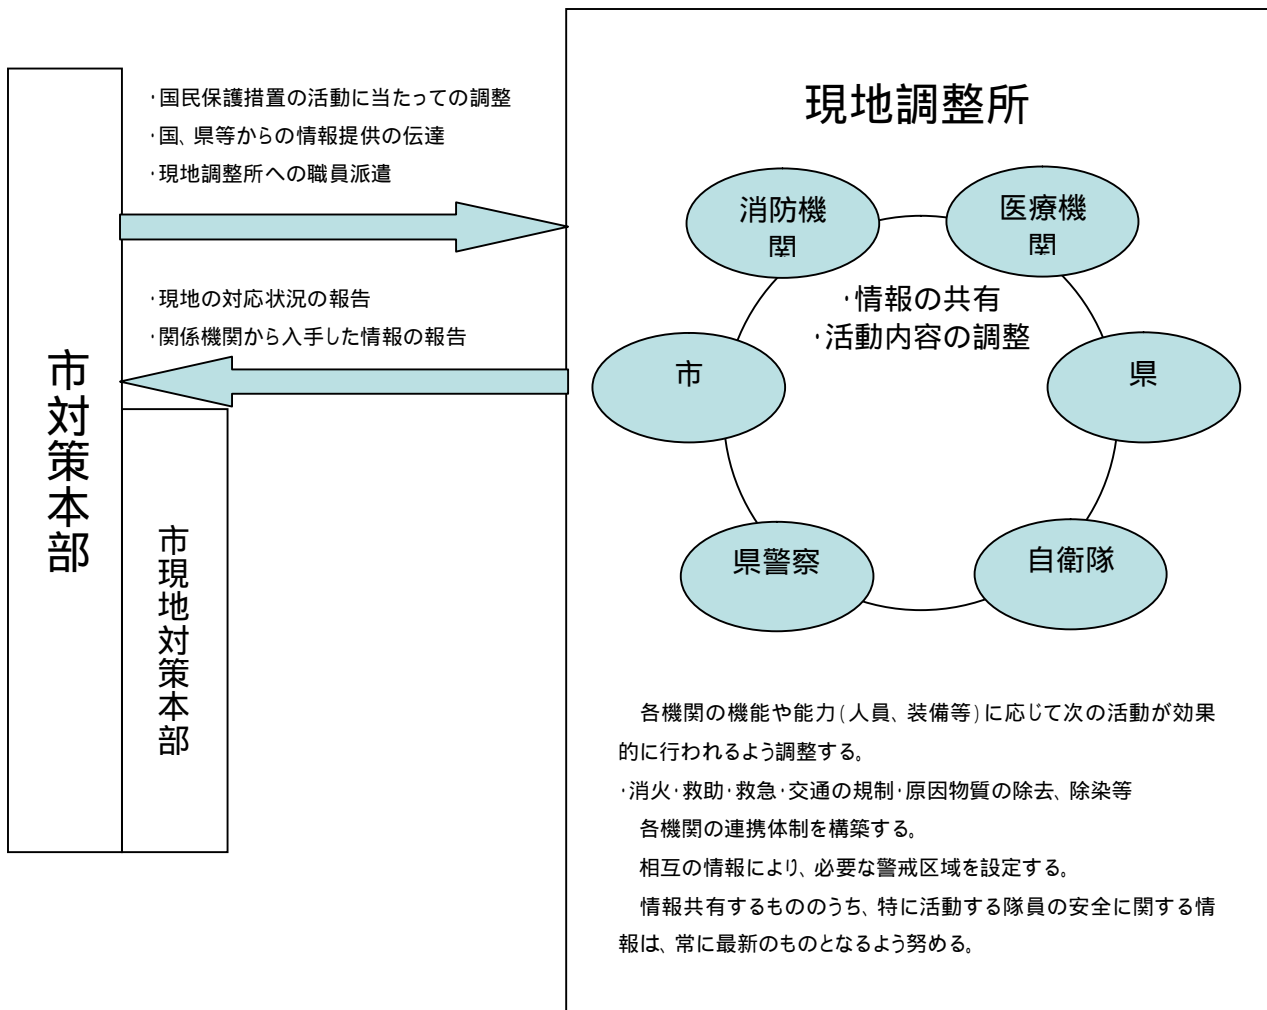 市対策本部
市現地対策本部
・国民保護措置の活動に当たっての調整
・国、県等からの情報提供の伝達
・現地調整所への職員派遣
・現地の対応状況の報告
・関係機関から入手した情報の報告
現地調整所
消防機
関
医療機
関
・情報の共有
・活動内容の調整
市
県
県警察
自衛隊
各機関の機能や能力(人員、装備等)に応じて次の活動が効果
的に行われるよう調整する。
・消火・救助・救急・交通の規制・原因物質の除去、除染等
各機関の連携体制を構築する。
相互の情報により、必要な警戒区域を設定する。
情報共有するもののうち、特に活動する隊員の安全に関する情
報は、常に最新のものとなるよう努める。